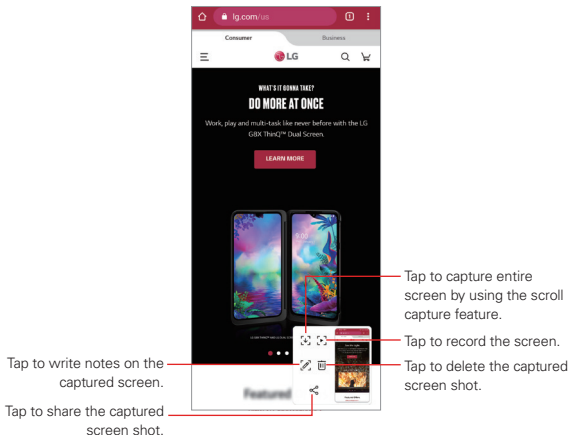 lg.com/us
Consumer Business
LG
WHAT'S IT GONNA TAKE?
DO MORE AT ONCE
Work, play and multi-task like never before with the LG
G8X ThinQ™ Dual Screen.
LEARN MORE
5:00
Featured
Tap to capture entire
screen by using the scroll
capture feature.
Tap to record the screen.
Tap to delete the captured
screen shot.
Tap to write notes on the
captured screen.
Tap to share the captured
screen shot.